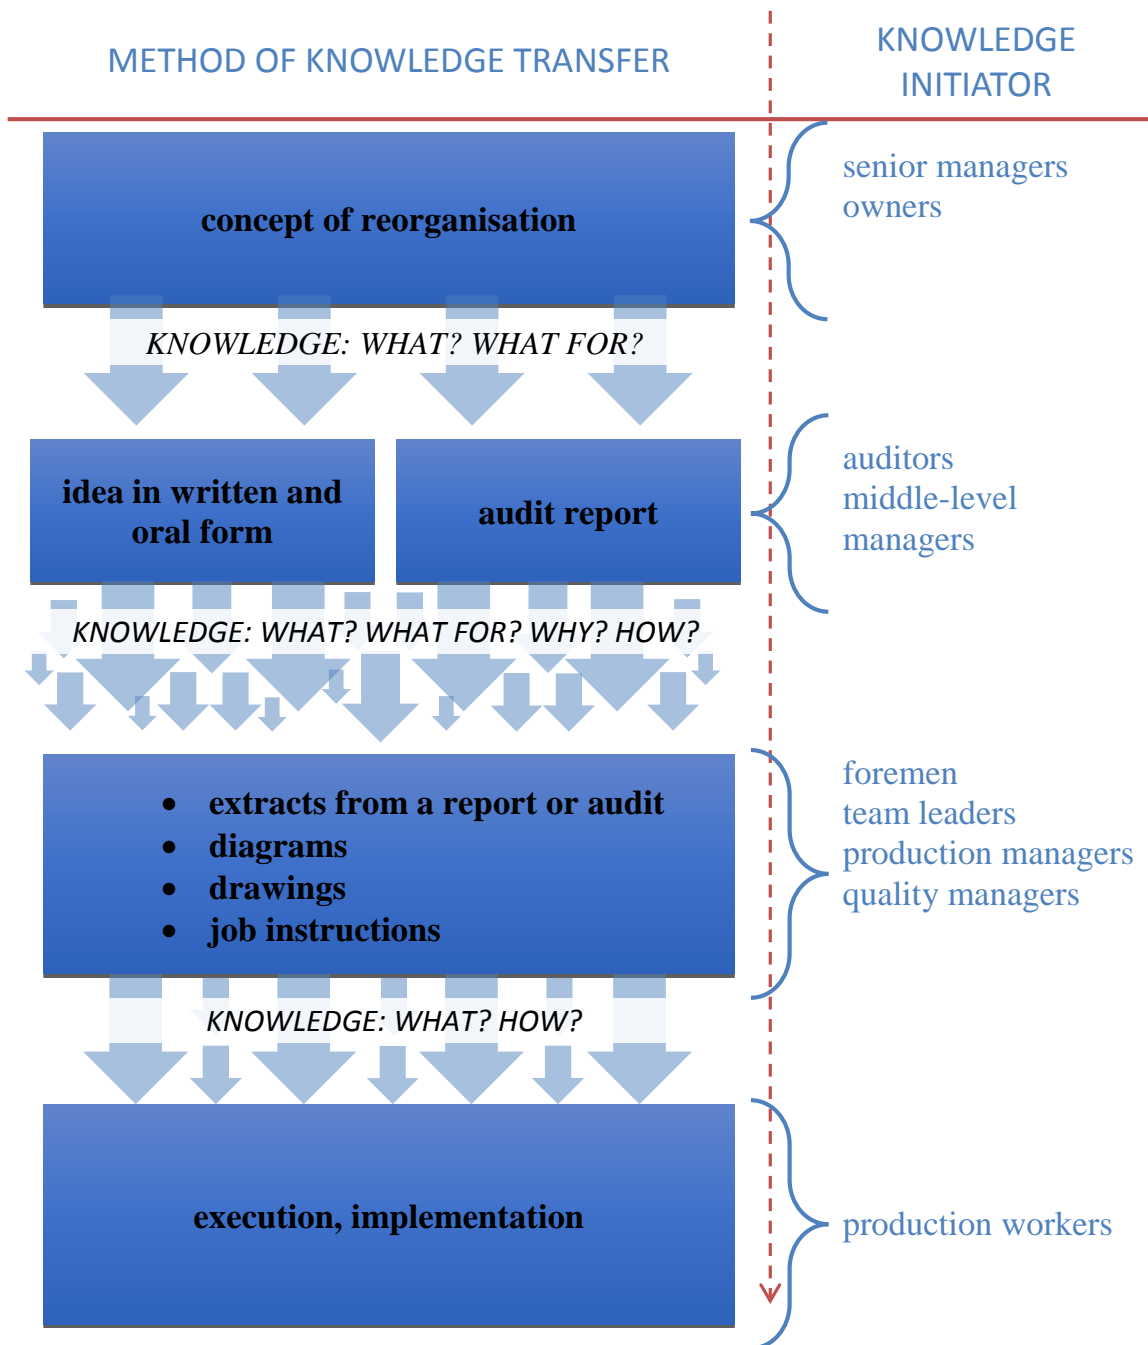 METHOD OF KNOWLEDGE TRANSFER
KNOWLEDGE
INITIATOR
concept of reorganisation
senior managers
owners
KNOWLEDGE: WHAT? WHAT FOR?
idea in written and
oral form
audit report
auditors
middle-level
managers
KNOWLEDGE: WHAT? WHAT FOR? WHY? HOW?
• extracts from a report or audit
• diagrams
• drawings
• job instructions
foremen
team leaders
production managers
quality managers
KNOWLEDGE: WHAT? HOW?
execution, implementation
production workers